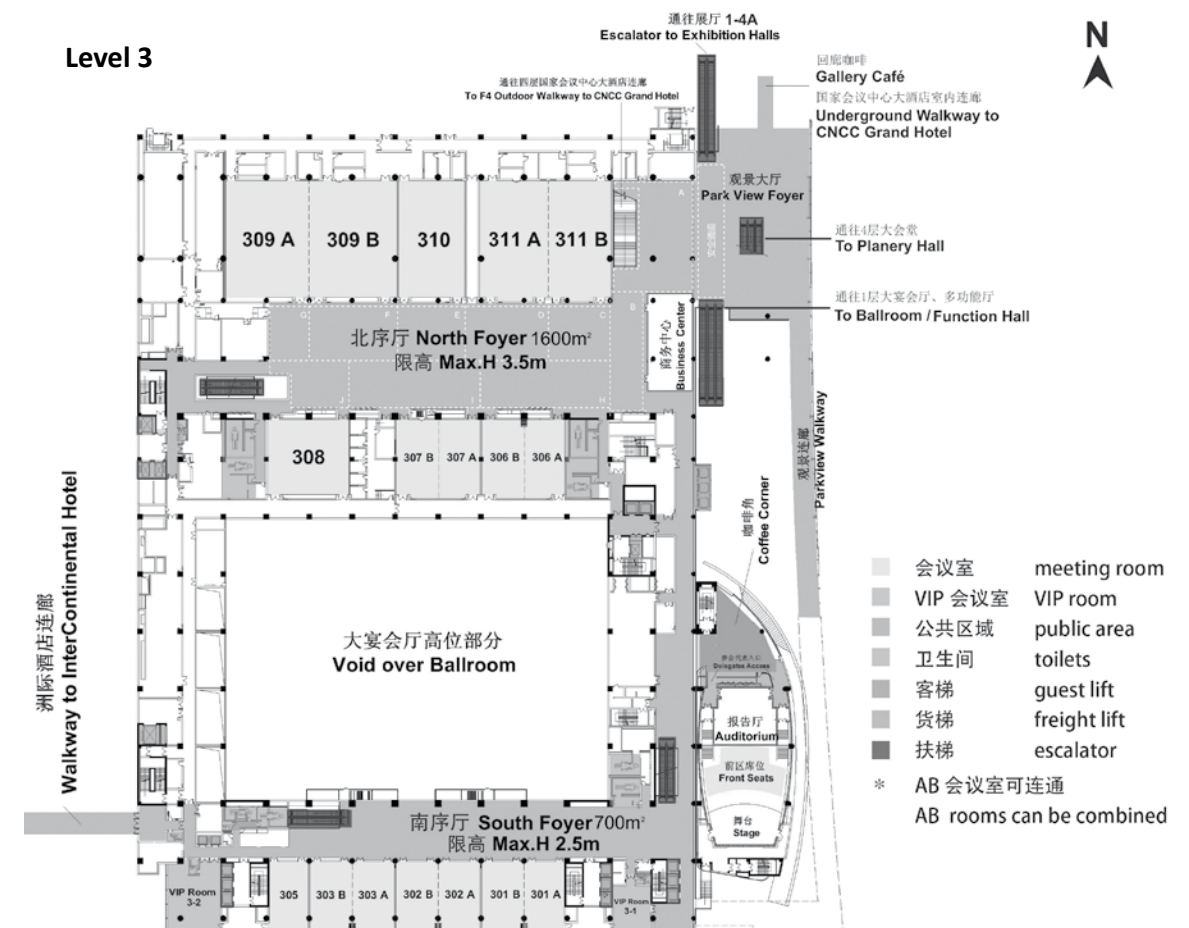 Level 3
通往展厅 1-4A
Escalator to Exhibition Halls
N
通往四层国家会议中心大酒店连廊
To F4 Outdoor Walkway to CNCC Grand Hotel
回廊咖啡
Gallery Café
国家会议中心大酒店室内连廊
Underground Walkway to
CNCC Grand Hotel
观景大厅
Park View Foyer
A
通往4层大会堂
To Planery Hall
309 A
309 B
310
311 A
311 B
通往1层大宴会厅、多功能厅
To Ballroom / Function Hall
G
F
E
D
C
B
北序厅 North Foyer 1600m²
限高 Max.H 3.5m
商务中心
Business Center
J
I
H
观景连廊
Parkview Walkway
308
307 B
307 A
306 B
306 A
咖啡角
Coffee Corner
洲际酒店连廊
Walkway to InterContinental Hotel
大宴会厅高位部分
Void over Ballroom
Delegates Access
报告厅
Auditorium
前区席位
Front Seats
舞台
Stage
会议室 meeting room
VIP 会议室 VIP room
公共区域 public area
卫生间 toilets
客梯 guest lift
货梯 freight lift
扶梯 escalator
* AB 会议室可连通
AB rooms can be combined
南序厅 South Foyer 700m²
限高 Max.H 2.5m
VIP Room
3-2
305
303 B
303 A
302 B
302 A
301 B
301 A
VIP Room
3-1